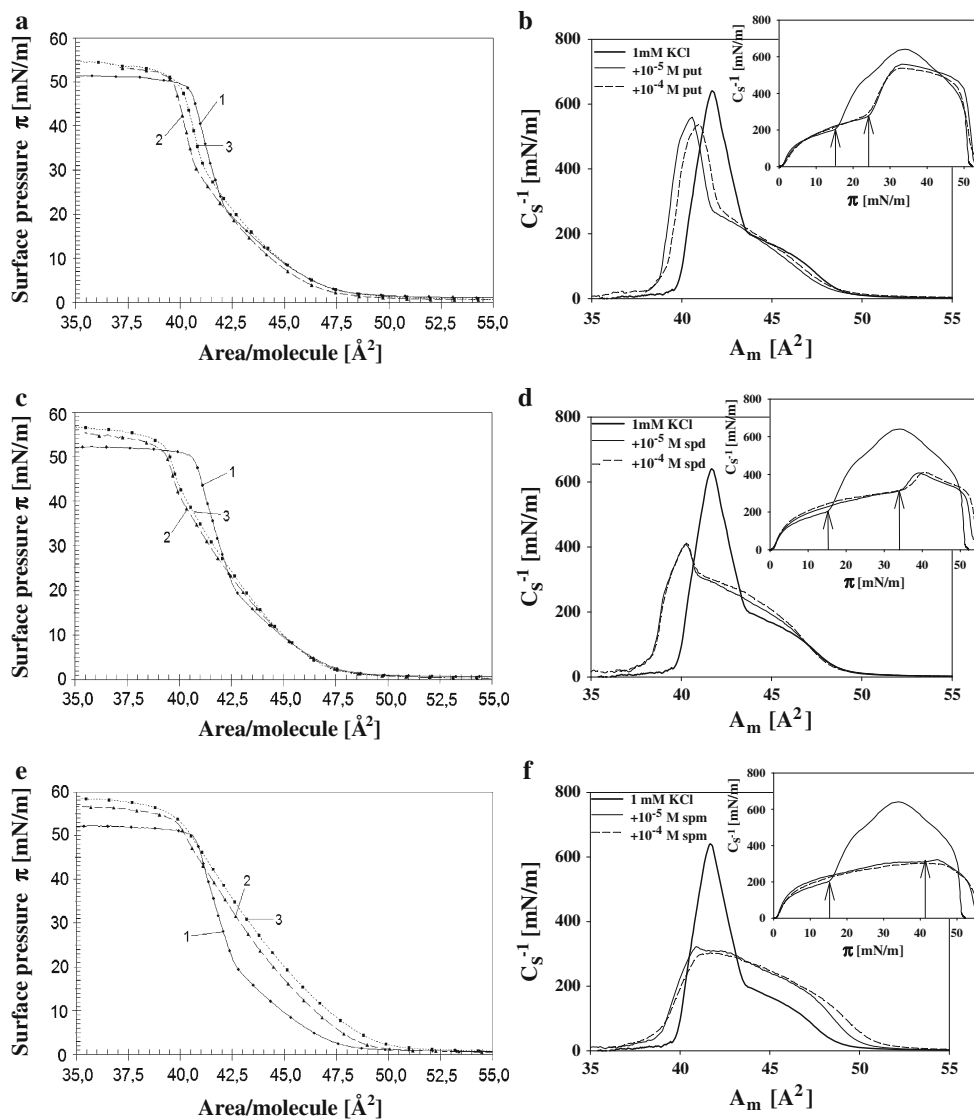 a
Surface pressure π [mN/m]
60
50
40
30
20
10
0
1
2
3
35,0 37,5 40,0 42,5 45,0 47,5 50,0 52,5 55,0
Area/molecule [Å²]
b
Cs⁻¹ [mN/m]
800
600
400
200
0
1mM KCl
+10⁻⁵ M put
+10⁻⁴ M put
35 40 45 50 55
Aₘ [A²]
Cs⁻¹ [mN/m]
800
600
400
200
0
0 10 20 30 40 50
π [mN/m]
c
Surface pressure π [mN/m]
60
50
40
30
20
10
0
1
2
3
35,0 37,5 40,0 42,5 45,0 47,5 50,0 52,5 55,0
Area/molecule [Å²]
d
Cs⁻¹ [mN/m]
800
600
400
200
0
1mM KCl
+10⁻⁵ M spd
+10⁻⁴ M spd
35 40 45 50 55
Aₘ [A²]
Cs⁻¹ [mN/m]
800
600
400
200
0
0 10 20 30 40 50
π [mN/m]
e
Surface pressure π [mN/m]
60
50
40
30
20
10
0
1
2
3
35,0 37,5 40,0 42,5 45,0 47,5 50,0 52,5 55,0
Area/molecule [Å²]
f
Cs⁻¹ [mN/m]
800
600
400
200
0
1 mM KCl
+10⁻⁵ M spm
+10⁻⁴ M spm
35 40 45 50 55
Aₘ [A²]
Cs⁻¹ [mN/m]
800
600
400
200
0
0 10 20 30 40 50
π [mN/m]